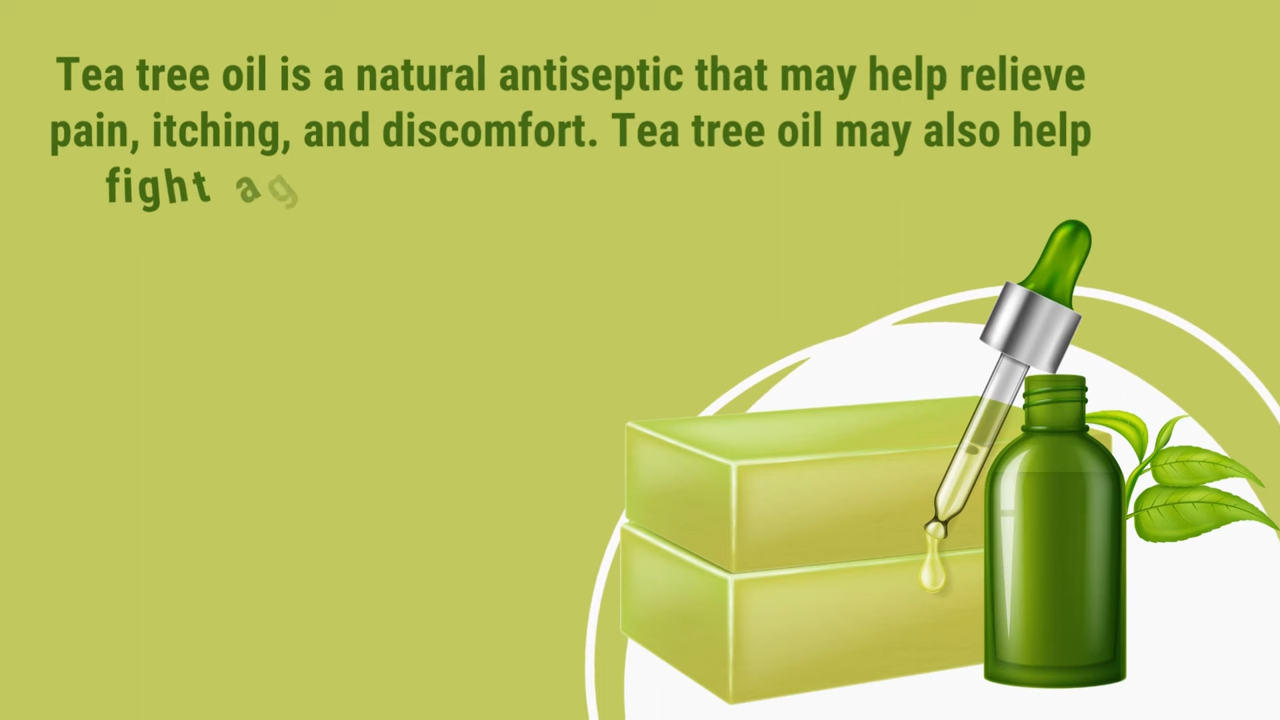 Tea tree oil is a natural antiseptic that may help relieve
pain, itching, and discomfort. Tea tree oil may also help
fight ag